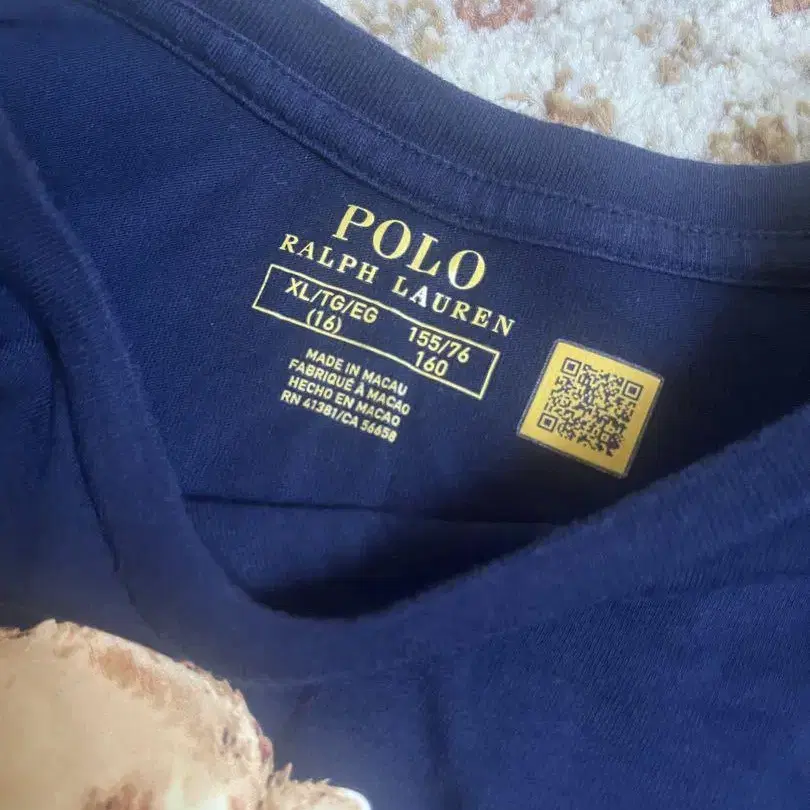 POLO
RALPH LAUREN
XL/TG/EG 155/76
(16) 160
MADE IN MACAU
FABRIQUÉ À MACAO
HECHO EN MACAO
RN 41381/CA 56658